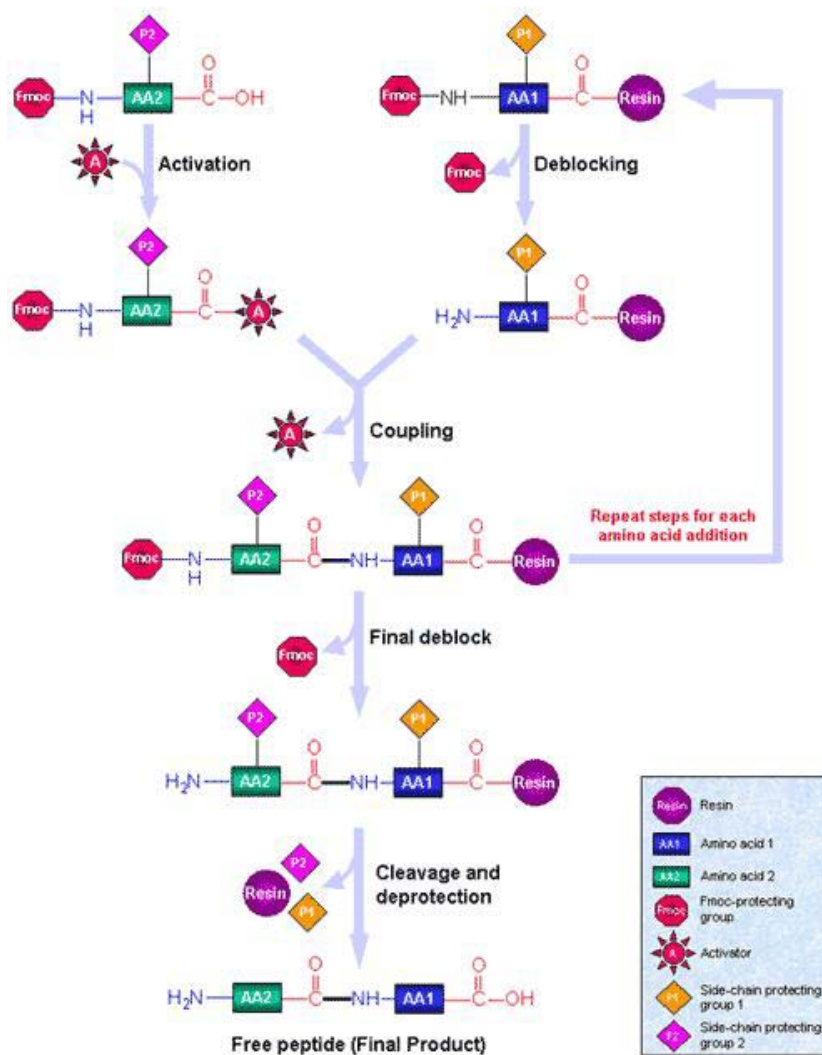 P2
P1
Fmoc N H AA2 C O OH
Fmoc NH AA1 C O Resin
A Activation
Fmoc Deblocking
P2
P1
Fmoc N H AA2 C O A
H2N AA1 C O Resin
A Coupling
P2
P1
Repeat steps for each
amino acid addition
Fmoc N H AA2 C O NH AA1 C O Resin
Fmoc Final deblock
P2
P1
H2N AA2 C O NH AA1 C O Resin
P2
Resin
P1
Cleavage and
deprotection
H2N AA2 C O NH AA1 C O OH
Free peptide (Final Product)
Resin Resin
AA1 Amino acid 1
AA2 Amino acid 2
Fmoc Fmoc-protecting
group
A Activator
P1 Side-chain protecting
group 1
P2 Side-chain protecting
group 2